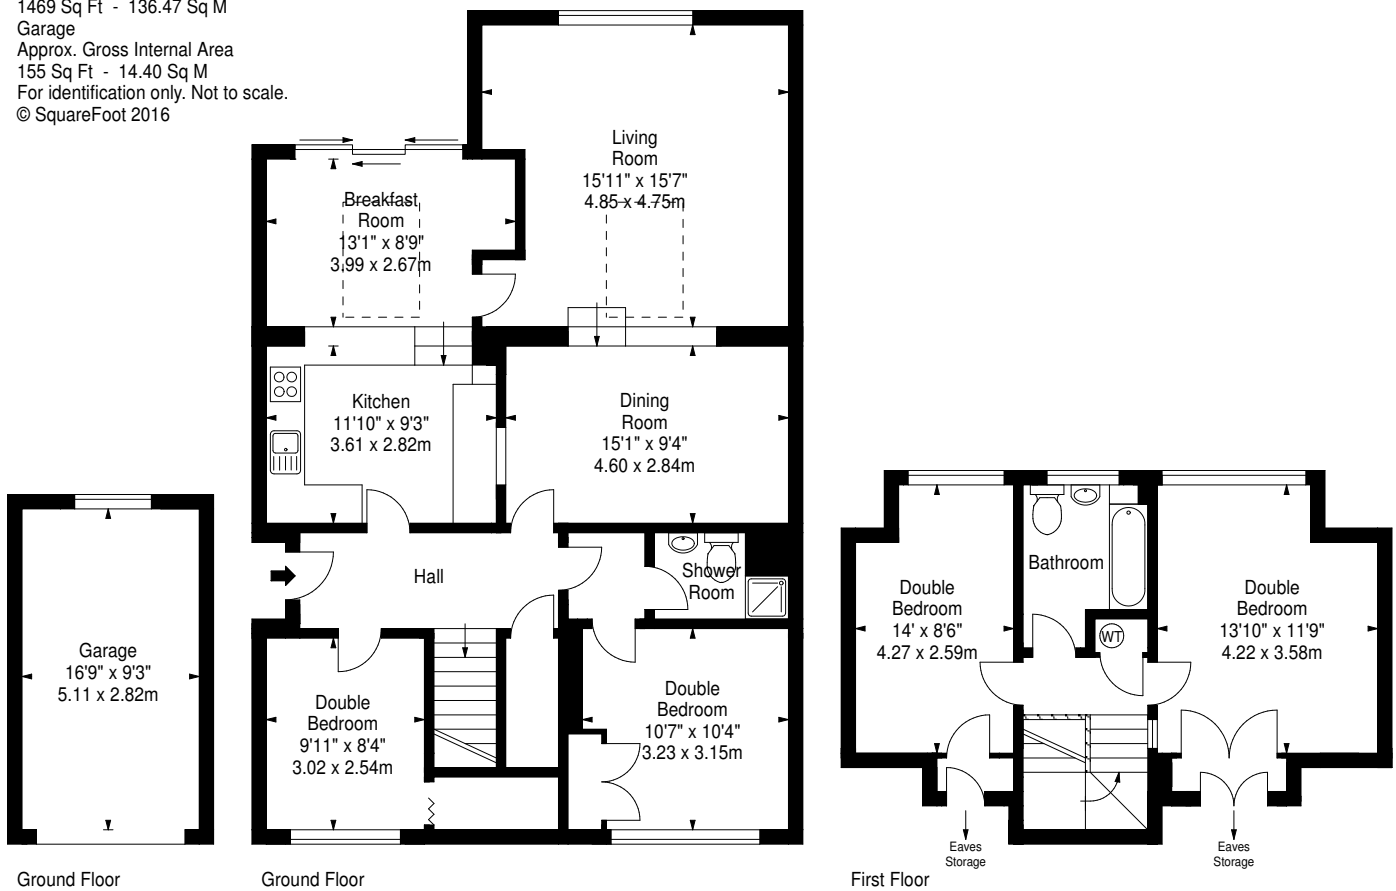 1469 Sq Ft - 136.47 Sq M
Garage
Approx. Gross Internal Area
155 Sq Ft - 14.40 Sq M
For identification only. Not to scale.
© SquareFoot 2016
Living
Room
15'11" x 15'7"
4.85 x 4.75m
Breakfast
Room
13'1" x 8'9"
3.99 x 2.67m
Kitchen
11'10" x 9'3"
3.61 x 2.82m
Dining
Room
15'1" x 9'4"
4.60 x 2.84m
Hall
Shower
Room
Garage
16'9" x 9'3"
5.11 x 2.82m
Double
Bedroom
9'11" x 8'4"
3.02 x 2.54m
Double
Bedroom
10'7" x 10'4"
3.23 x 3.15m
Bathroom
Double
Bedroom
14' x 8'6"
4.27 x 2.59m
WT
Double
Bedroom
13'10" x 11'9"
4.22 x 3.58m
Eaves
Storage
Eaves
Storage
Ground Floor
Ground Floor
First Floor